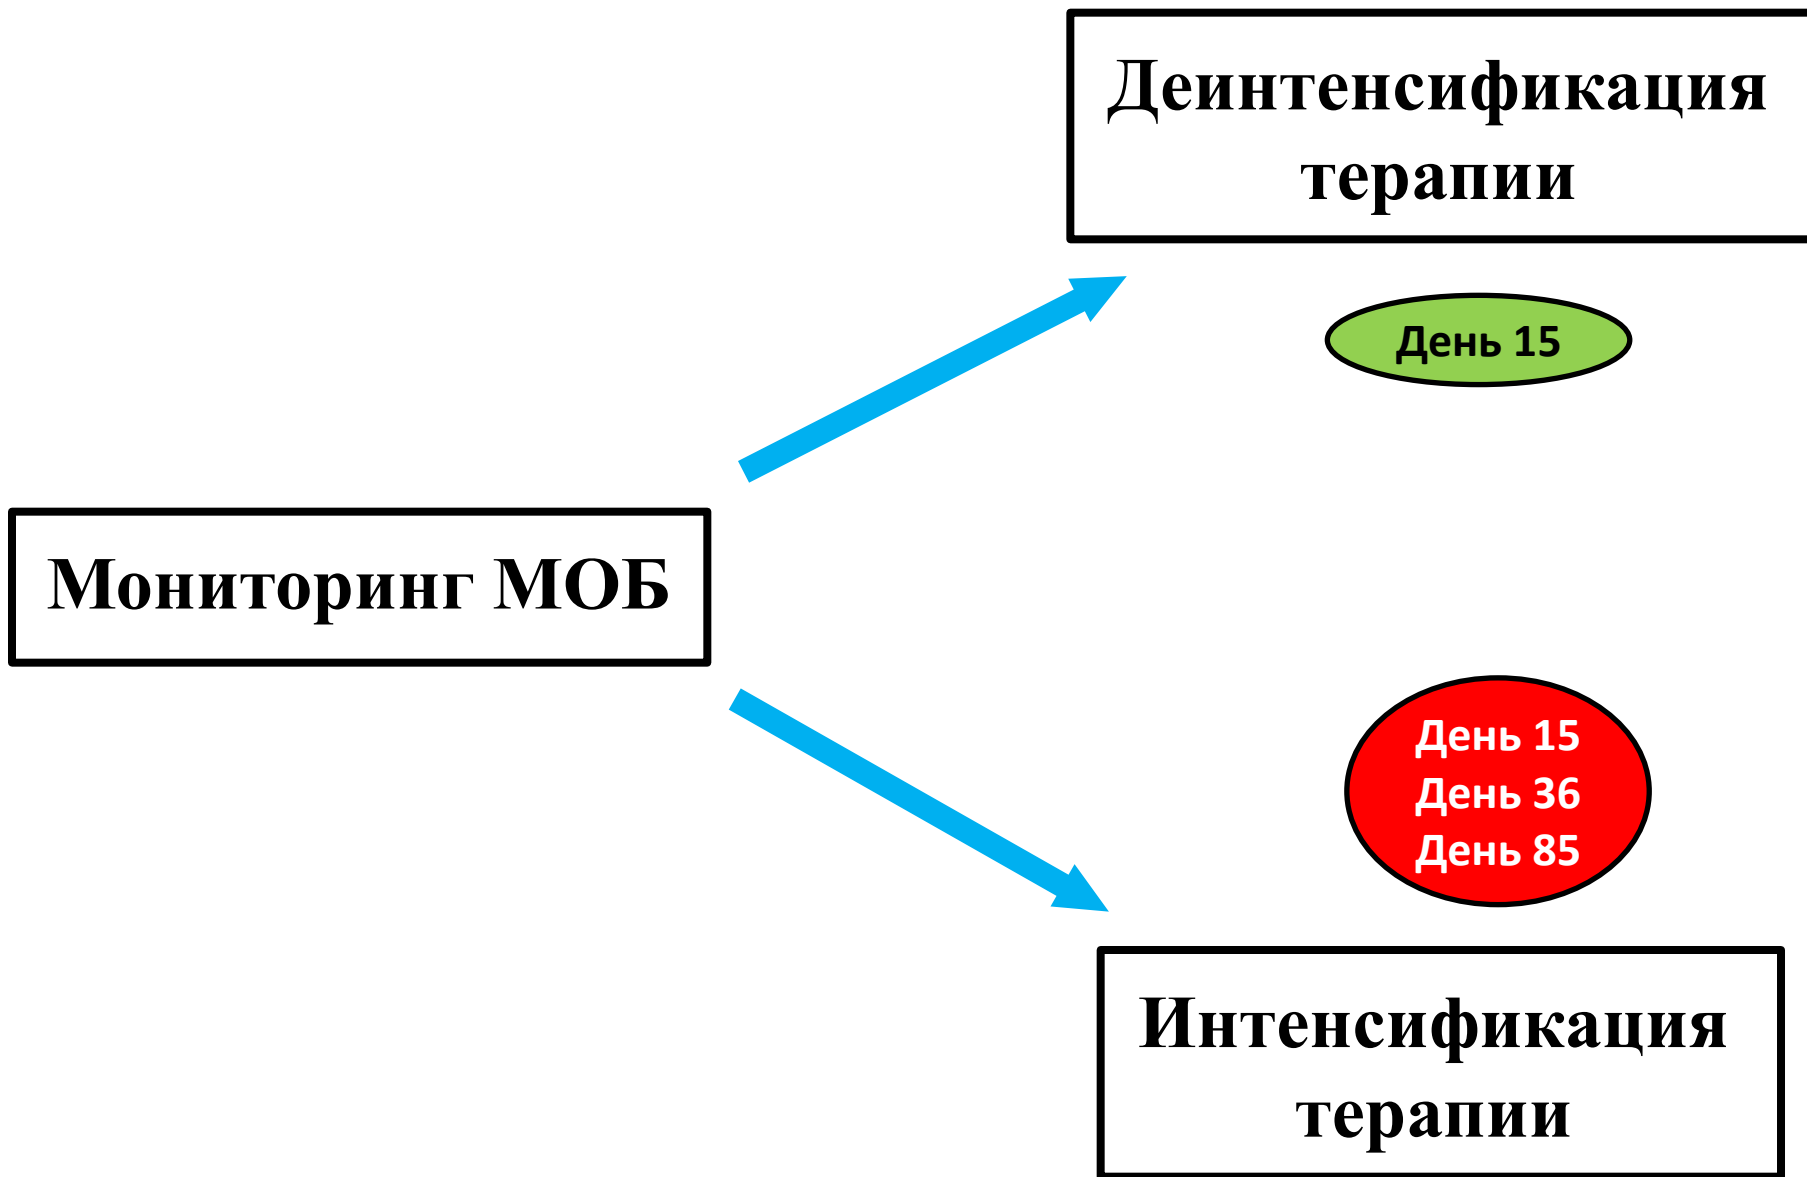 Деинтенсификация
терапии
День 15
Мониторинг МОБ
День 15
День 36
День 85
Интенсификация
терапии